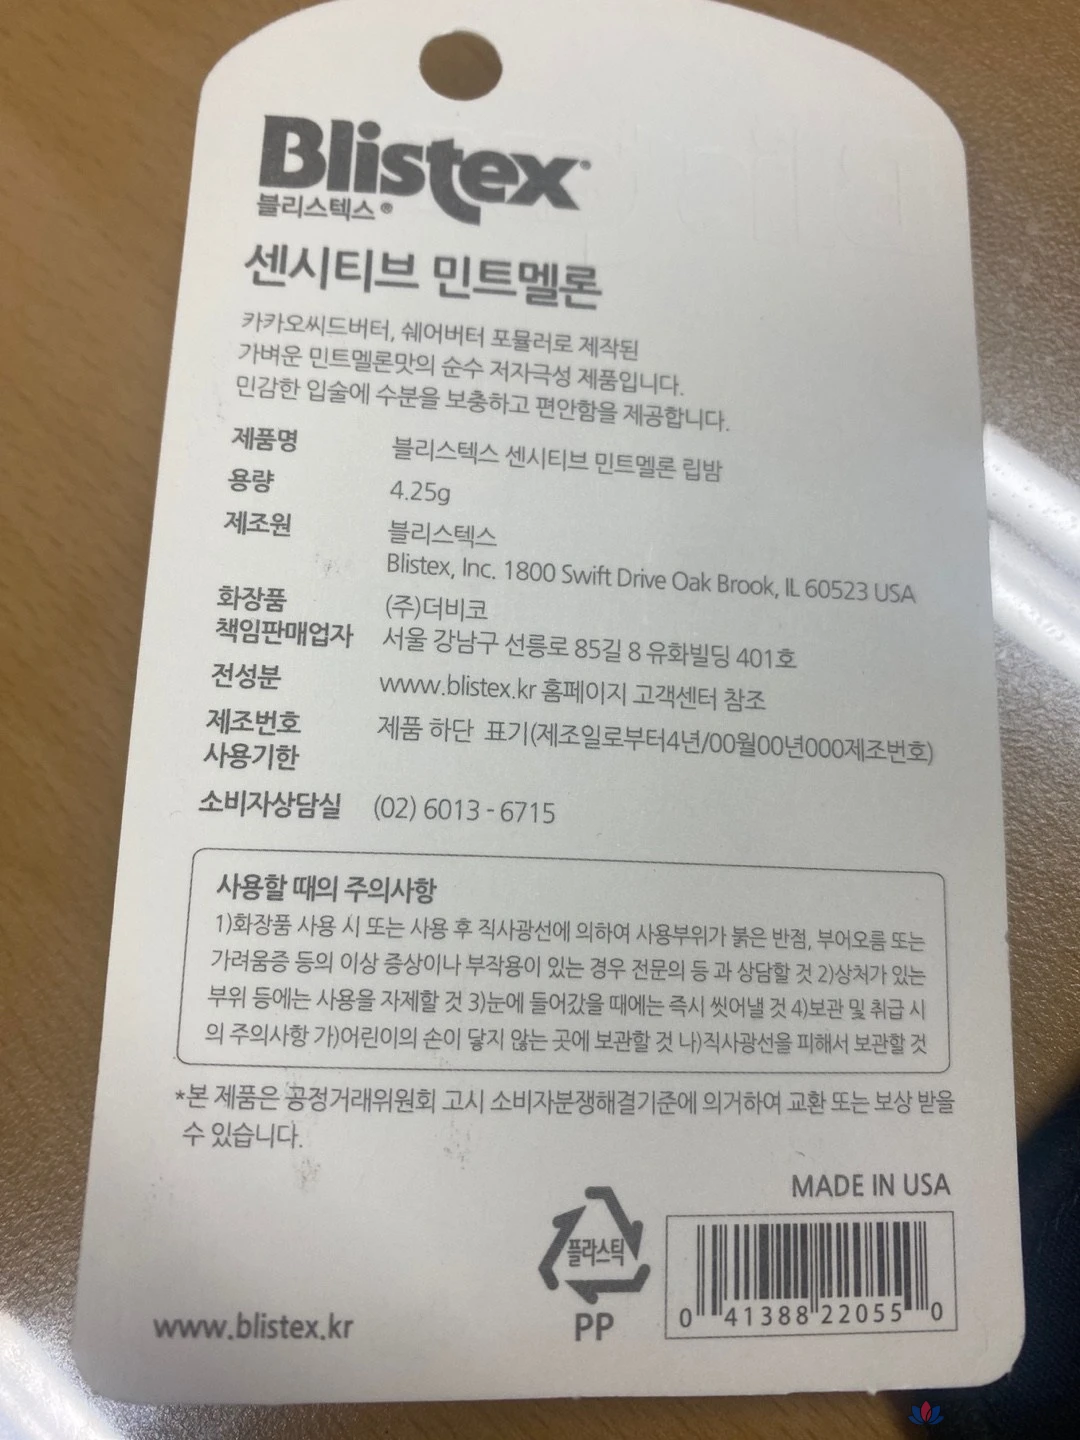 Blistex
블리스텍스®
센시티브 민트멜론
카카오씨드버터, 쉐어버터 포뮬러로 제작된
가벼운 민트멜론맛의 순수 저자극성 제품입니다.
민감한 입술에 수분을 보충하고 편안함을 제공합니다.
제품명 블리스텍스 센시티브 민트멜론 립밤
용량 4.25g
제조원 블리스텍스
Blistex, Inc. 1800 Swift Drive Oak Brook, IL 60523 USA
화장품 (주)더비코
책임판매업자 서울 강남구 선릉로 85길 8 유화빌딩 401호
전성분 www.blistex.kr 홈페이지 고객센터 참조
제조번호 제품 하단 표기(제조일로부터4년/00월00년000제조번호)
사용기한
소비자상담실 (02) 6013 - 6715
사용할 때의 주의사항
1)화장품 사용 시 또는 사용 후 직사광선에 의하여 사용부위가 붉은 반점, 부어오름 또는
가려움증 등의 이상 증상이나 부작용이 있는 경우 전문의 등 과 상담할 것 2)상처가 있는
부위 등에는 사용을 자제할 것 3)눈에 들어갔을 때에는 즉시 씻어낼 것 4)보관 및 취급 시
의 주의사항 가)어린이의 손이 닿지 않는 곳에 보관할 것 나)직사광선을 피해서 보관할 것
*본 제품은 공정거래위원회 고시 소비자분쟁해결기준에 의거하여 교환 또는 보상 받을
수 있습니다.
MADE IN USA
플라스틱
PP
0 41388 22055 0
www.blistex.kr